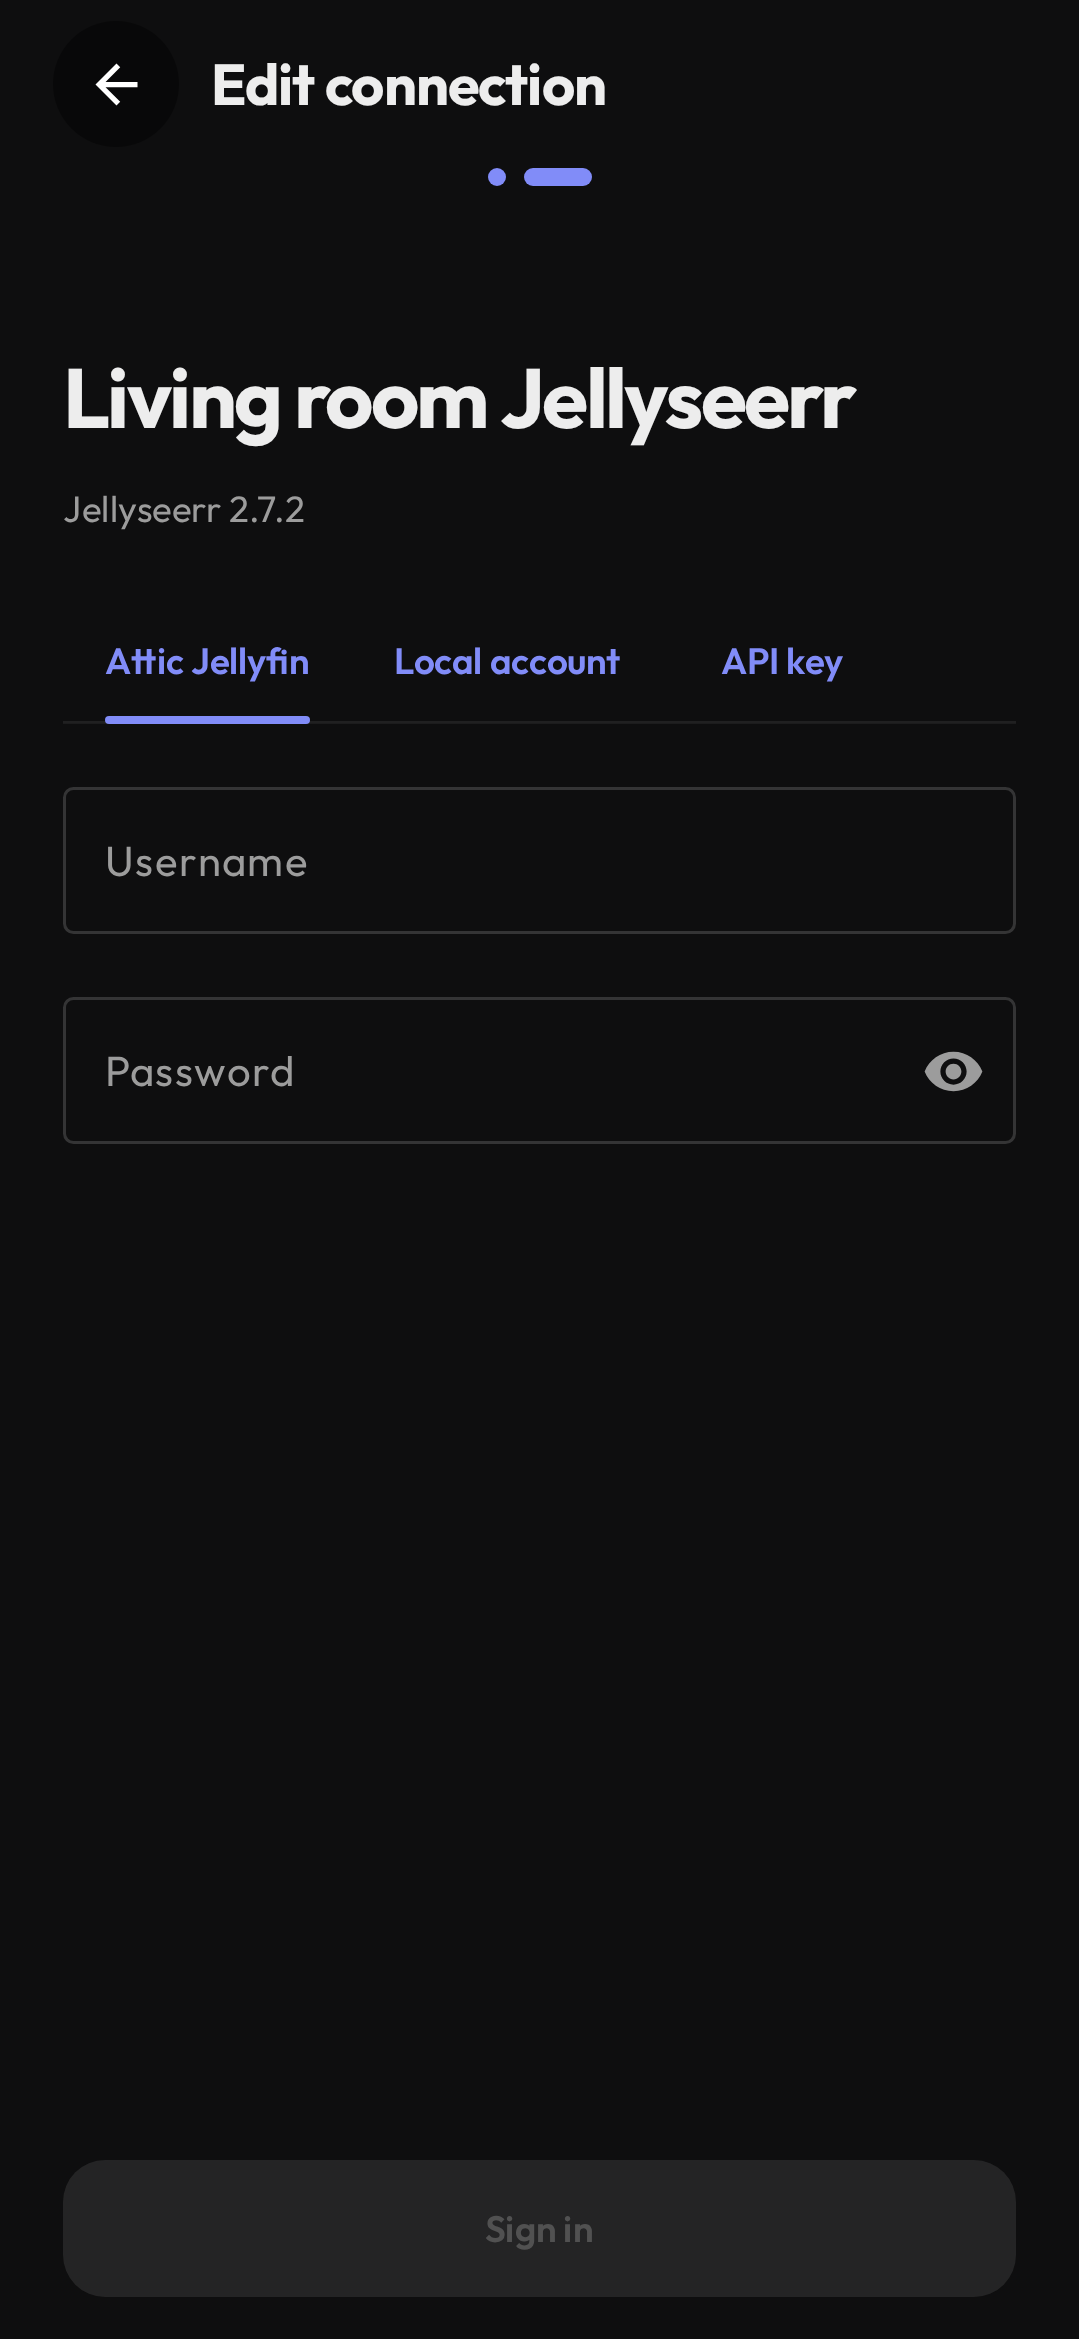 Edit connection
Living room Jellyseerr
Jellyseerr 2.7.2
Attic Jellyfin
Local account
API key
Username
Password
Sign in